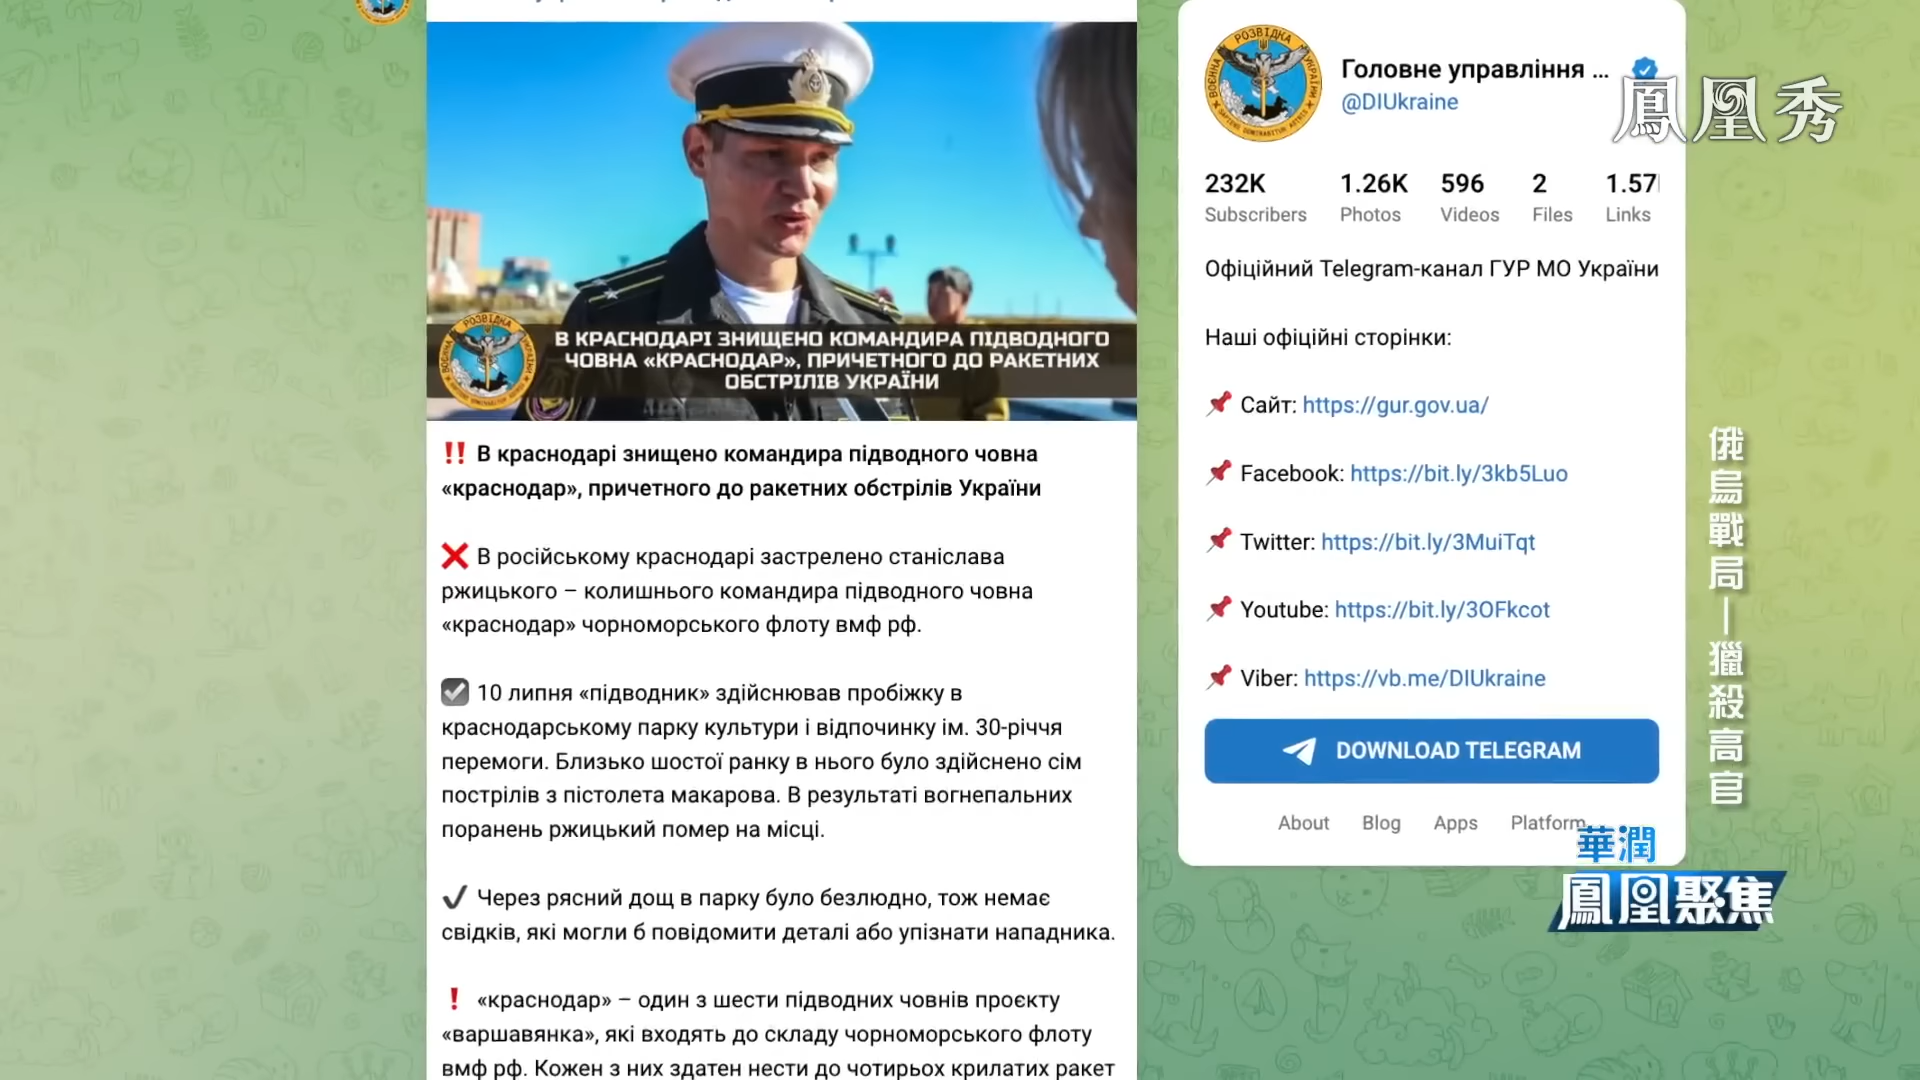 В КРАСНОДАРІ ЗНИЩЕНО КОМАНДИРА ПІДВОДНОГО
ЧОВНА «КРАСНОДАР», ПРИЧЕТНОГО ДО РАКЕТНИХ
ОБСТРІЛІВ УКРАЇНИ
‼️ В краснодарі знищено командира підводного човна
«краснодар», причетного до ракетних обстрілів України
❌ В російському краснодарі застрелено станіслава
ржицького – колишнього командира підводного човна
«краснодар» чорноморського флоту вмф рф.
☑️ 10 липня «підводник» здійснював пробіжку в
краснодарському парку культури і відпочинку ім. 30-річчя
перемоги. Близько шостої ранку в нього було здійснено сім
пострілів з пістолета макарова. В результаті вогнепальних
поранень ржицький помер на місці.
✔️ Через рясний дощ в парку було безлюдно, тож немає
свідків, які могли б повідомити деталі або упізнати нападника.
❗ «краснодар» – один з шести підводних човнів проєкту
«варшавянка», які входять до складу чорноморського флоту
вмф рф. Кожен з них здатен нести до чотирьох крилатих ракет
ВОЄННА РОЗВІДКА УКРАЇНИ
SAPIENS DOMINABITUR ASTRIS
Головне управління ...
@DIUkraine
232K 1.26K 596 2 1.57
Subscribers Photos Videos Files Links
Офіційний Telegram-канал ГУР МО України
Наші офіційні сторінки:
📌 Сайт: https://gur.gov.ua/
📌 Facebook: https://bit.ly/3kb5Luo
📌 Twitter: https://bit.ly/3MuiTqt
📌 Youtube: https://bit.ly/3OFkcot
📌 Viber: https://vb.me/DIUkraine
DOWNLOAD TELEGRAM
About Blog Apps Platform
鳳凰秀
俄烏戰局—獵殺高官
華潤
鳳凰聚焦